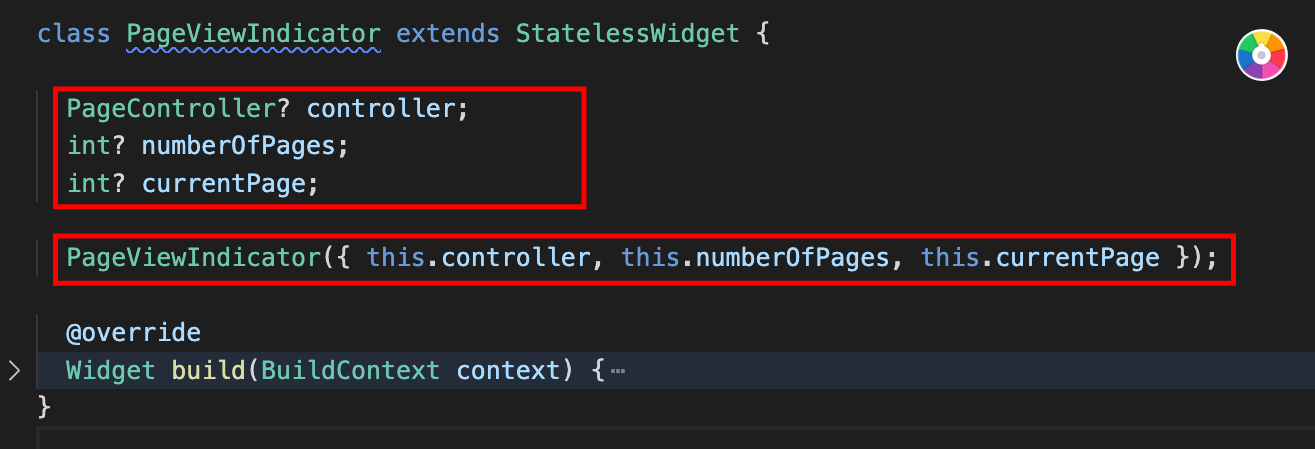 class PageViewIndicator extends StatelessWidget {
PageController? controller;
int? numberOfPages;
int? currentPage;
PageViewIndicator({ this.controller, this.numberOfPages, this.currentPage });
@override
Widget build(BuildContext context) {…
}